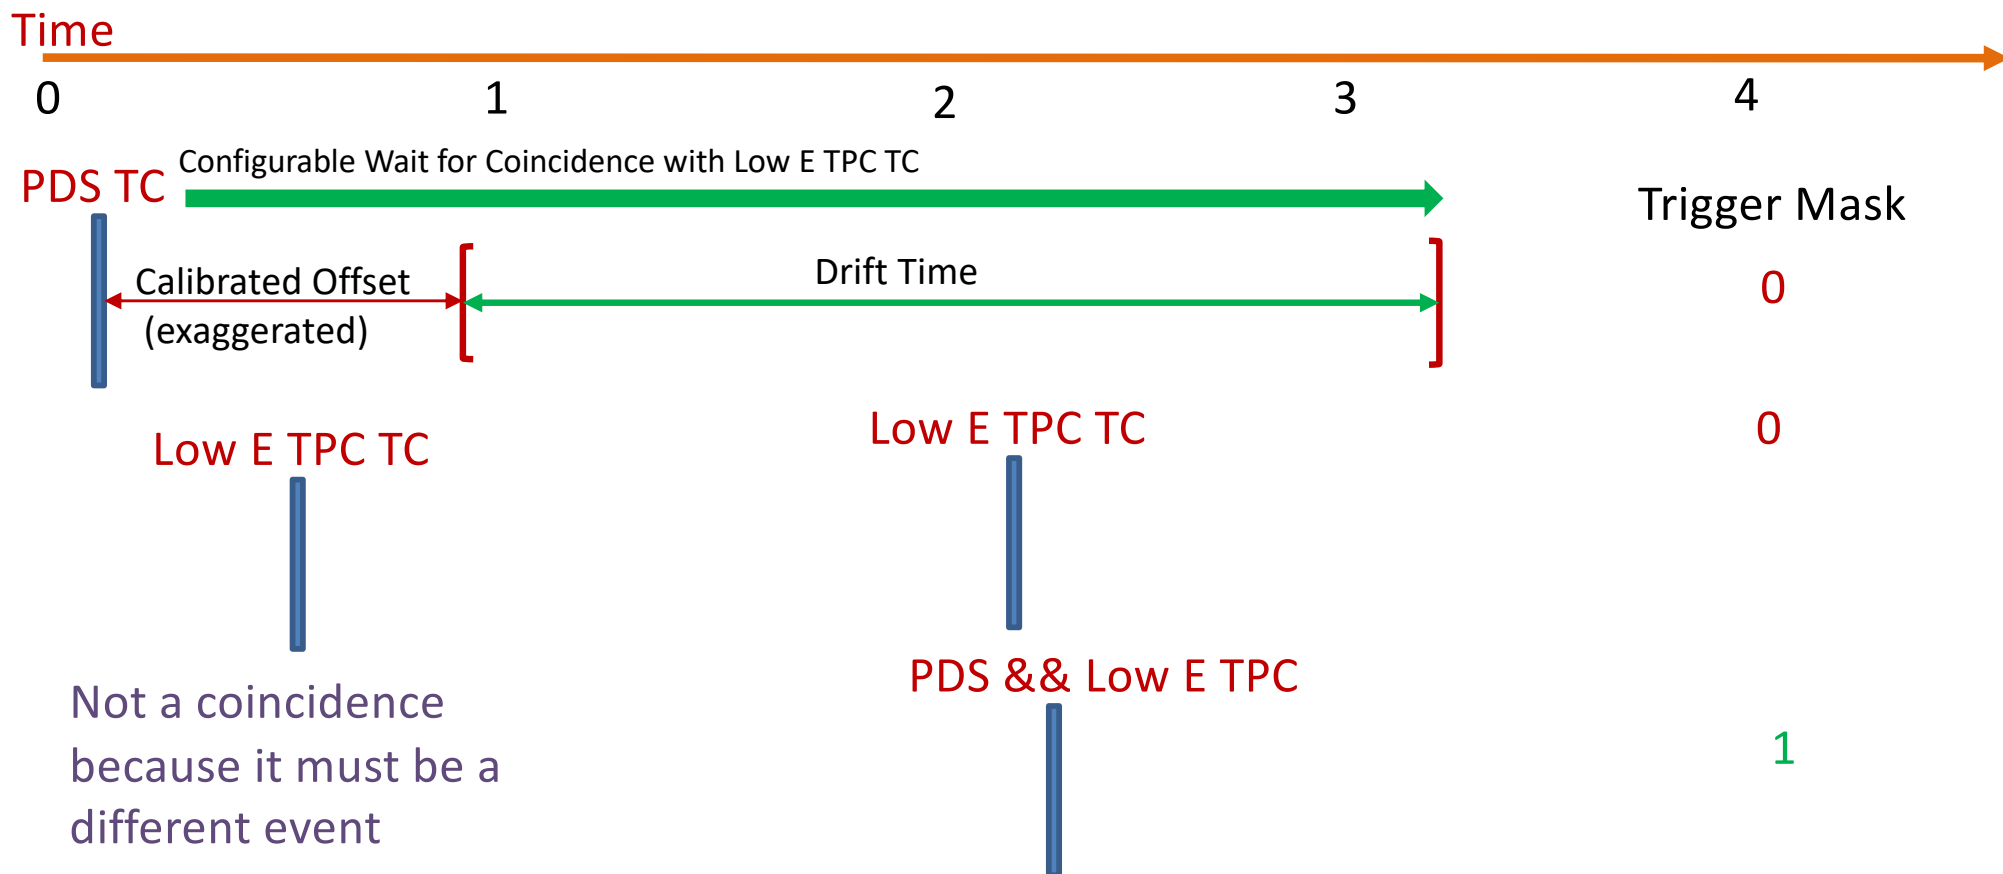 Time
0 1 2 3 4
Configurable Wait for Coincidence with Low E TPC TC
PDS TC
Trigger Mask
Calibrated Offset
(exaggerated)
Drift Time
0
Low E TPC TC
Low E TPC TC
0
PDS && Low E TPC
Not a coincidence
because it must be a
different event
1